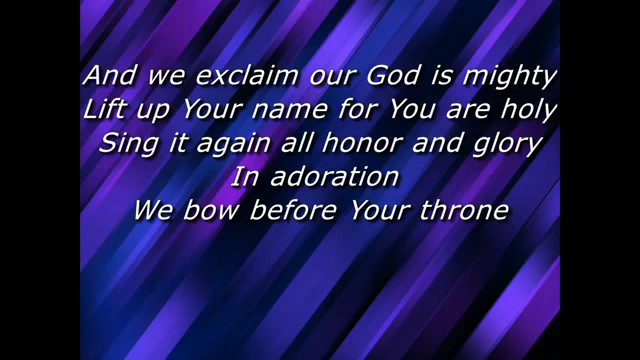 And we exclaim our God is mighty
Lift up Your name for You are holy
Sing it again all honor and glory
In adoration
We bow before Your throne